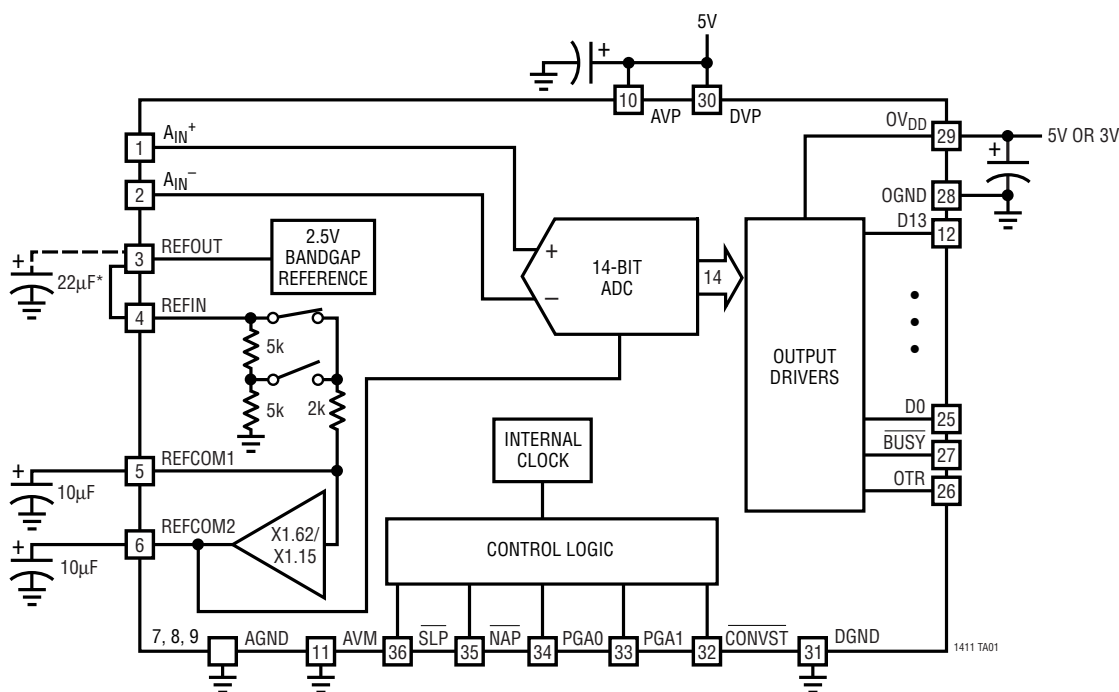 5V
+
10
30
AVP
DVP
OVDD
29
5V OR 3V
+
OGND
28
D13
12
1
AIN+
2
AIN−
3
REFOUT
2.5V
BANDGAP
REFERENCE
+
22µF*
4
REFIN
5k
5k
2k
+
−
14-BIT
ADC
14
OUTPUT
DRIVERS
D0
25
BUSY
27
OTR
26
INTERNAL
CLOCK
5
REFCOM1
+
10µF
6
REFCOM2
+
10µF
X1.62/
X1.15
CONTROL LOGIC
7, 8, 9
AGND
11
AVM
36
SLP
35
NAP
34
PGA0
33
PGA1
32
CONVST
31
DGND
1411 TA01